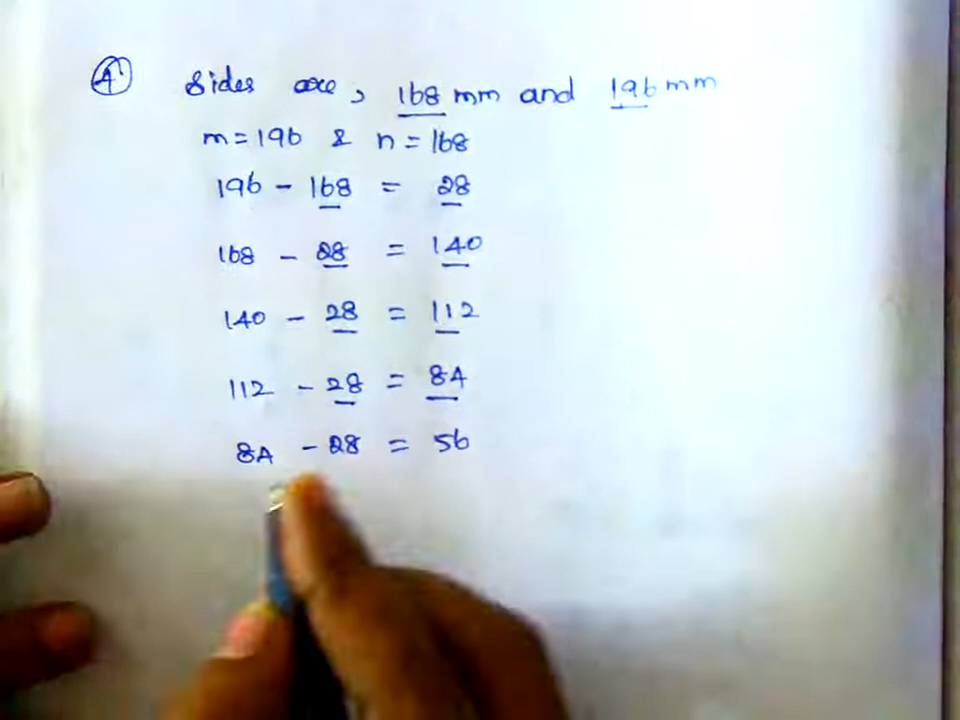 4 Sides are, 168 mm and 196 mm
m = 196 & n = 168
196 - 168 = 28
168 - 28 = 140
140 - 28 = 112
112 - 28 = 84
84 - 28 = 56